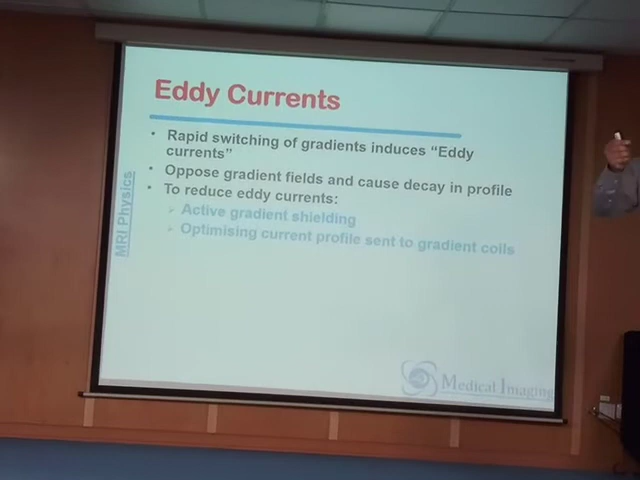 Eddy Currents
• Rapid switching of gradients induces “Eddy
currents”
• Oppose gradient fields and cause decay in profile
• To reduce eddy currents:
➢ Active gradient shielding
➢ Optimising current profile sent to gradient coils
MRI Physics
Medical Imaging